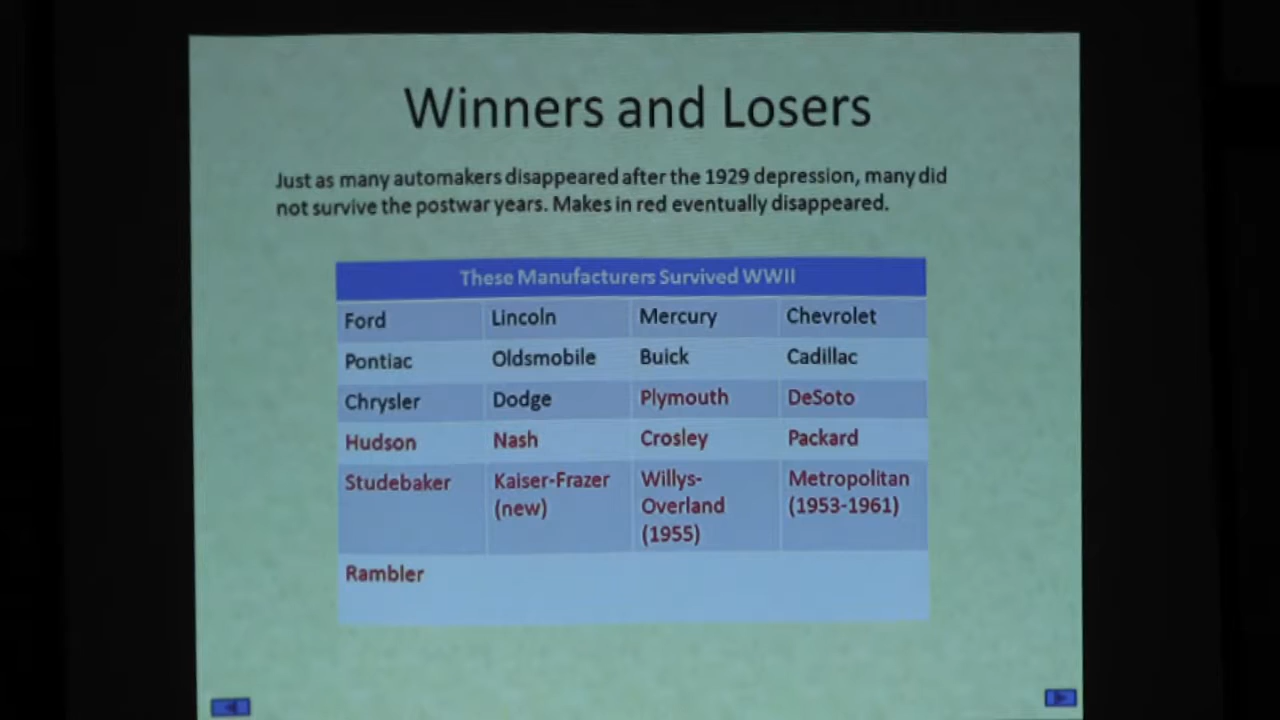 Winners and Losers
Just as many automakers disappeared after the 1929 depression, many did
not survive the postwar years. Makes in red eventually disappeared.
These Manufacturers Survived WWII
Ford Lincoln Mercury Chevrolet
Pontiac Oldsmobile Buick Cadillac
Chrysler Dodge Plymouth DeSoto
Hudson Nash Crosley Packard
Studebaker Kaiser-Frazer Willys- Metropolitan
(new) Overland (1953-1961)
(1955)
Rambler